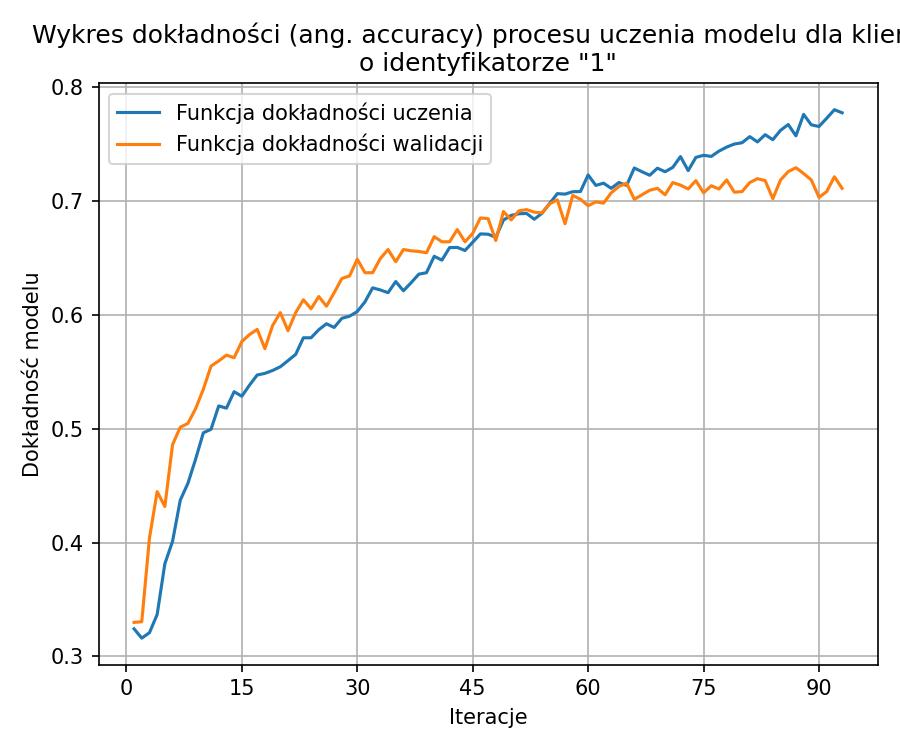 Wykres dokładności (ang. accuracy) procesu uczenia modelu dla
o identyfikatorze "1"
Funkcja dokładności uczenia
Funkcja dokładności walidacji
Dokładność modelu
0.8
0.7
0.6
0.5
0.4
0.3
0 15 30 45 60 75 90
Iteracje